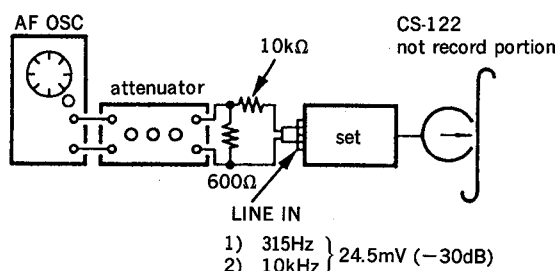 AF OSC
attenuator
10kΩ
600Ω
LINE IN
set
CS-122
not record portion
1) 315Hz
2) 10kHz
24.5mV (−30dB)